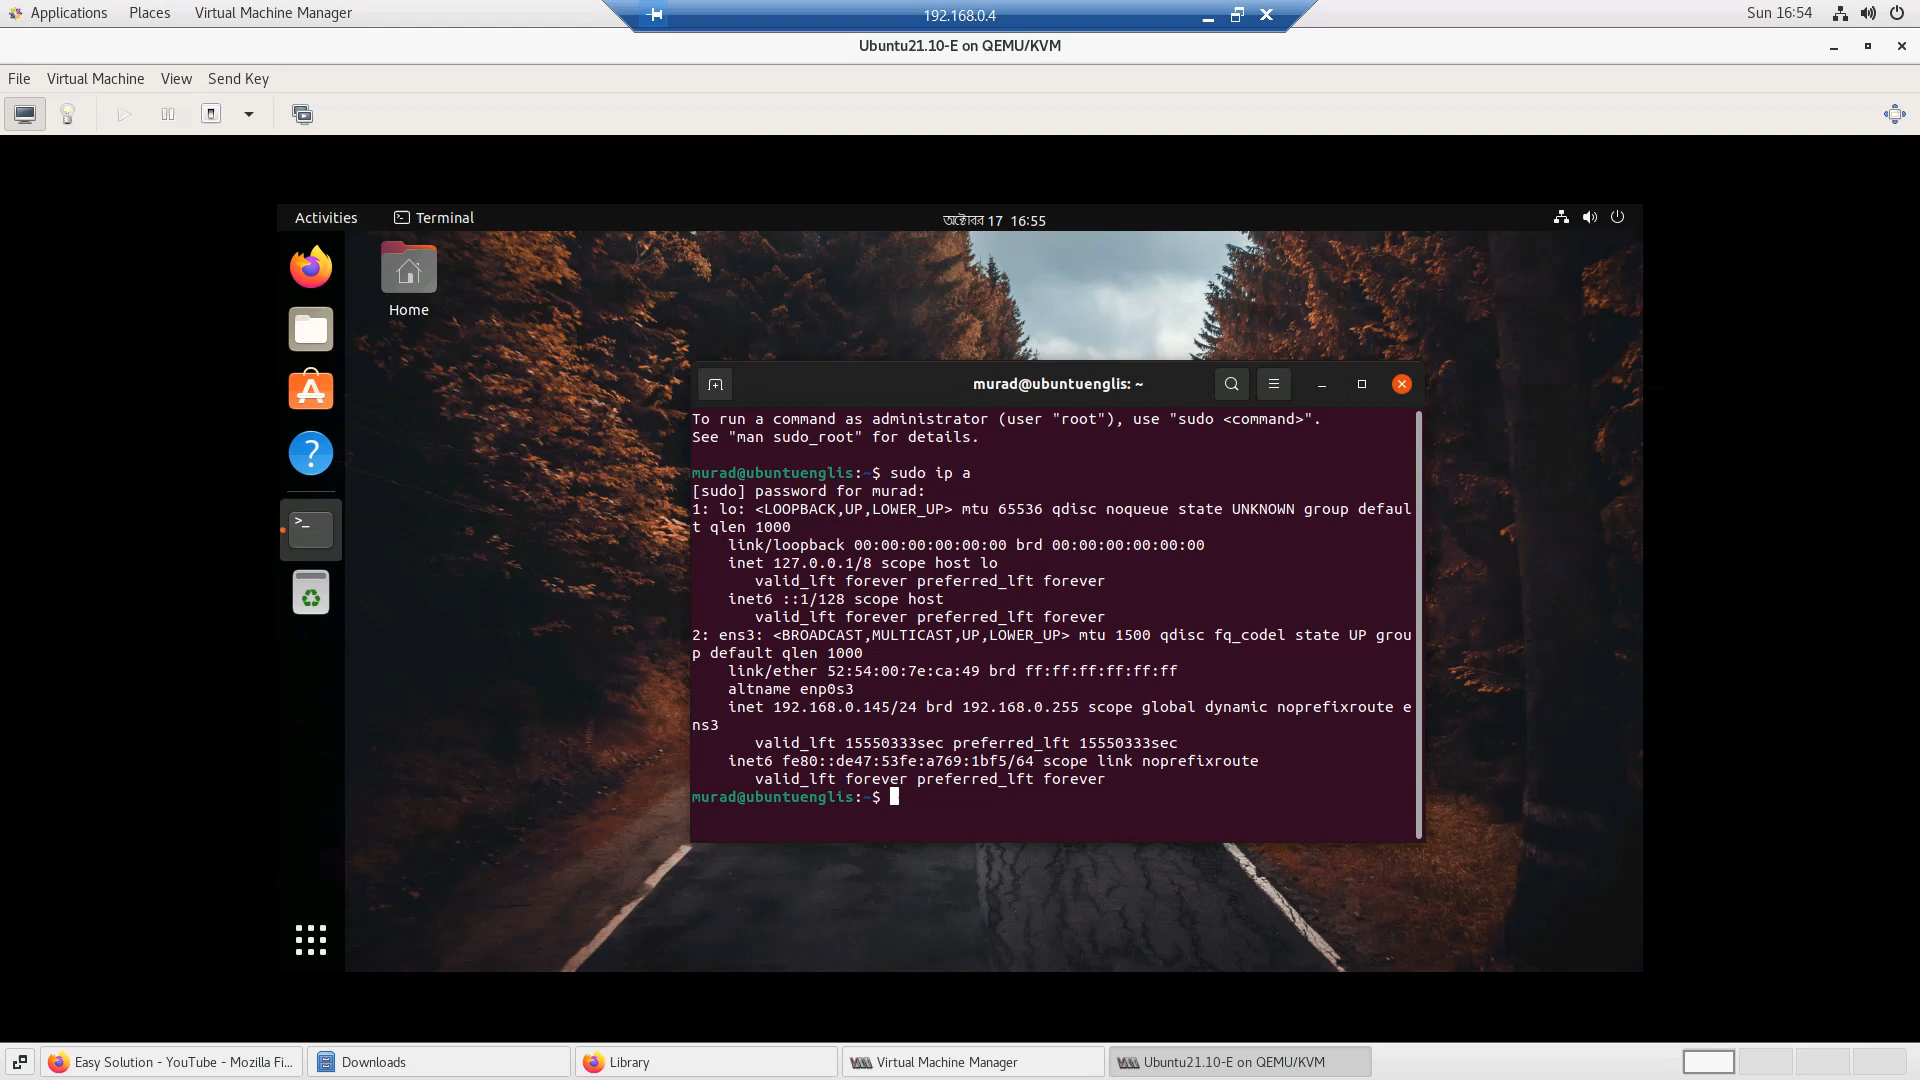 Applications Places Virtual Machine Manager
192.168.0.4
Sun 16:54
Ubuntu21.10-E on QEMU/KVM
File Virtual Machine View Send Key
Activities Terminal
অক্টোবর 17 16:55
Home
murad@ubuntuenglis: ~
To run a command as administrator (user "root"), use "sudo <command>".
See "man sudo_root" for details.
murad@ubuntuenglis:~$ sudo ip a
[sudo] password for murad:
1: lo: <LOOPBACK,UP,LOWER_UP> mtu 65536 qdisc noqueue state UNKNOWN group defaul
t qlen 1000
link/loopback 00:00:00:00:00:00 brd 00:00:00:00:00:00
inet 127.0.0.1/8 scope host lo
valid_lft forever preferred_lft forever
inet6 ::1/128 scope host
valid_lft forever preferred_lft forever
2: ens3: <BROADCAST,MULTICAST,UP,LOWER_UP> mtu 1500 qdisc fq_codel state UP grou
p default qlen 1000
link/ether 52:54:00:7e:ca:49 brd ff:ff:ff:ff:ff:ff
altname enp0s3
inet 192.168.0.145/24 brd 192.168.0.255 scope global dynamic noprefixroute e
ns3
valid_lft 15550333sec preferred_lft 15550333sec
inet6 fe80::de47:53fe:a769:1bf5/64 scope link noprefixroute
valid_lft forever preferred_lft forever
murad@ubuntuenglis:~$
Easy Solution - YouTube - Mozilla Fi... Downloads Library Virtual Machine Manager Ubuntu21.10-E on QEMU/KVM